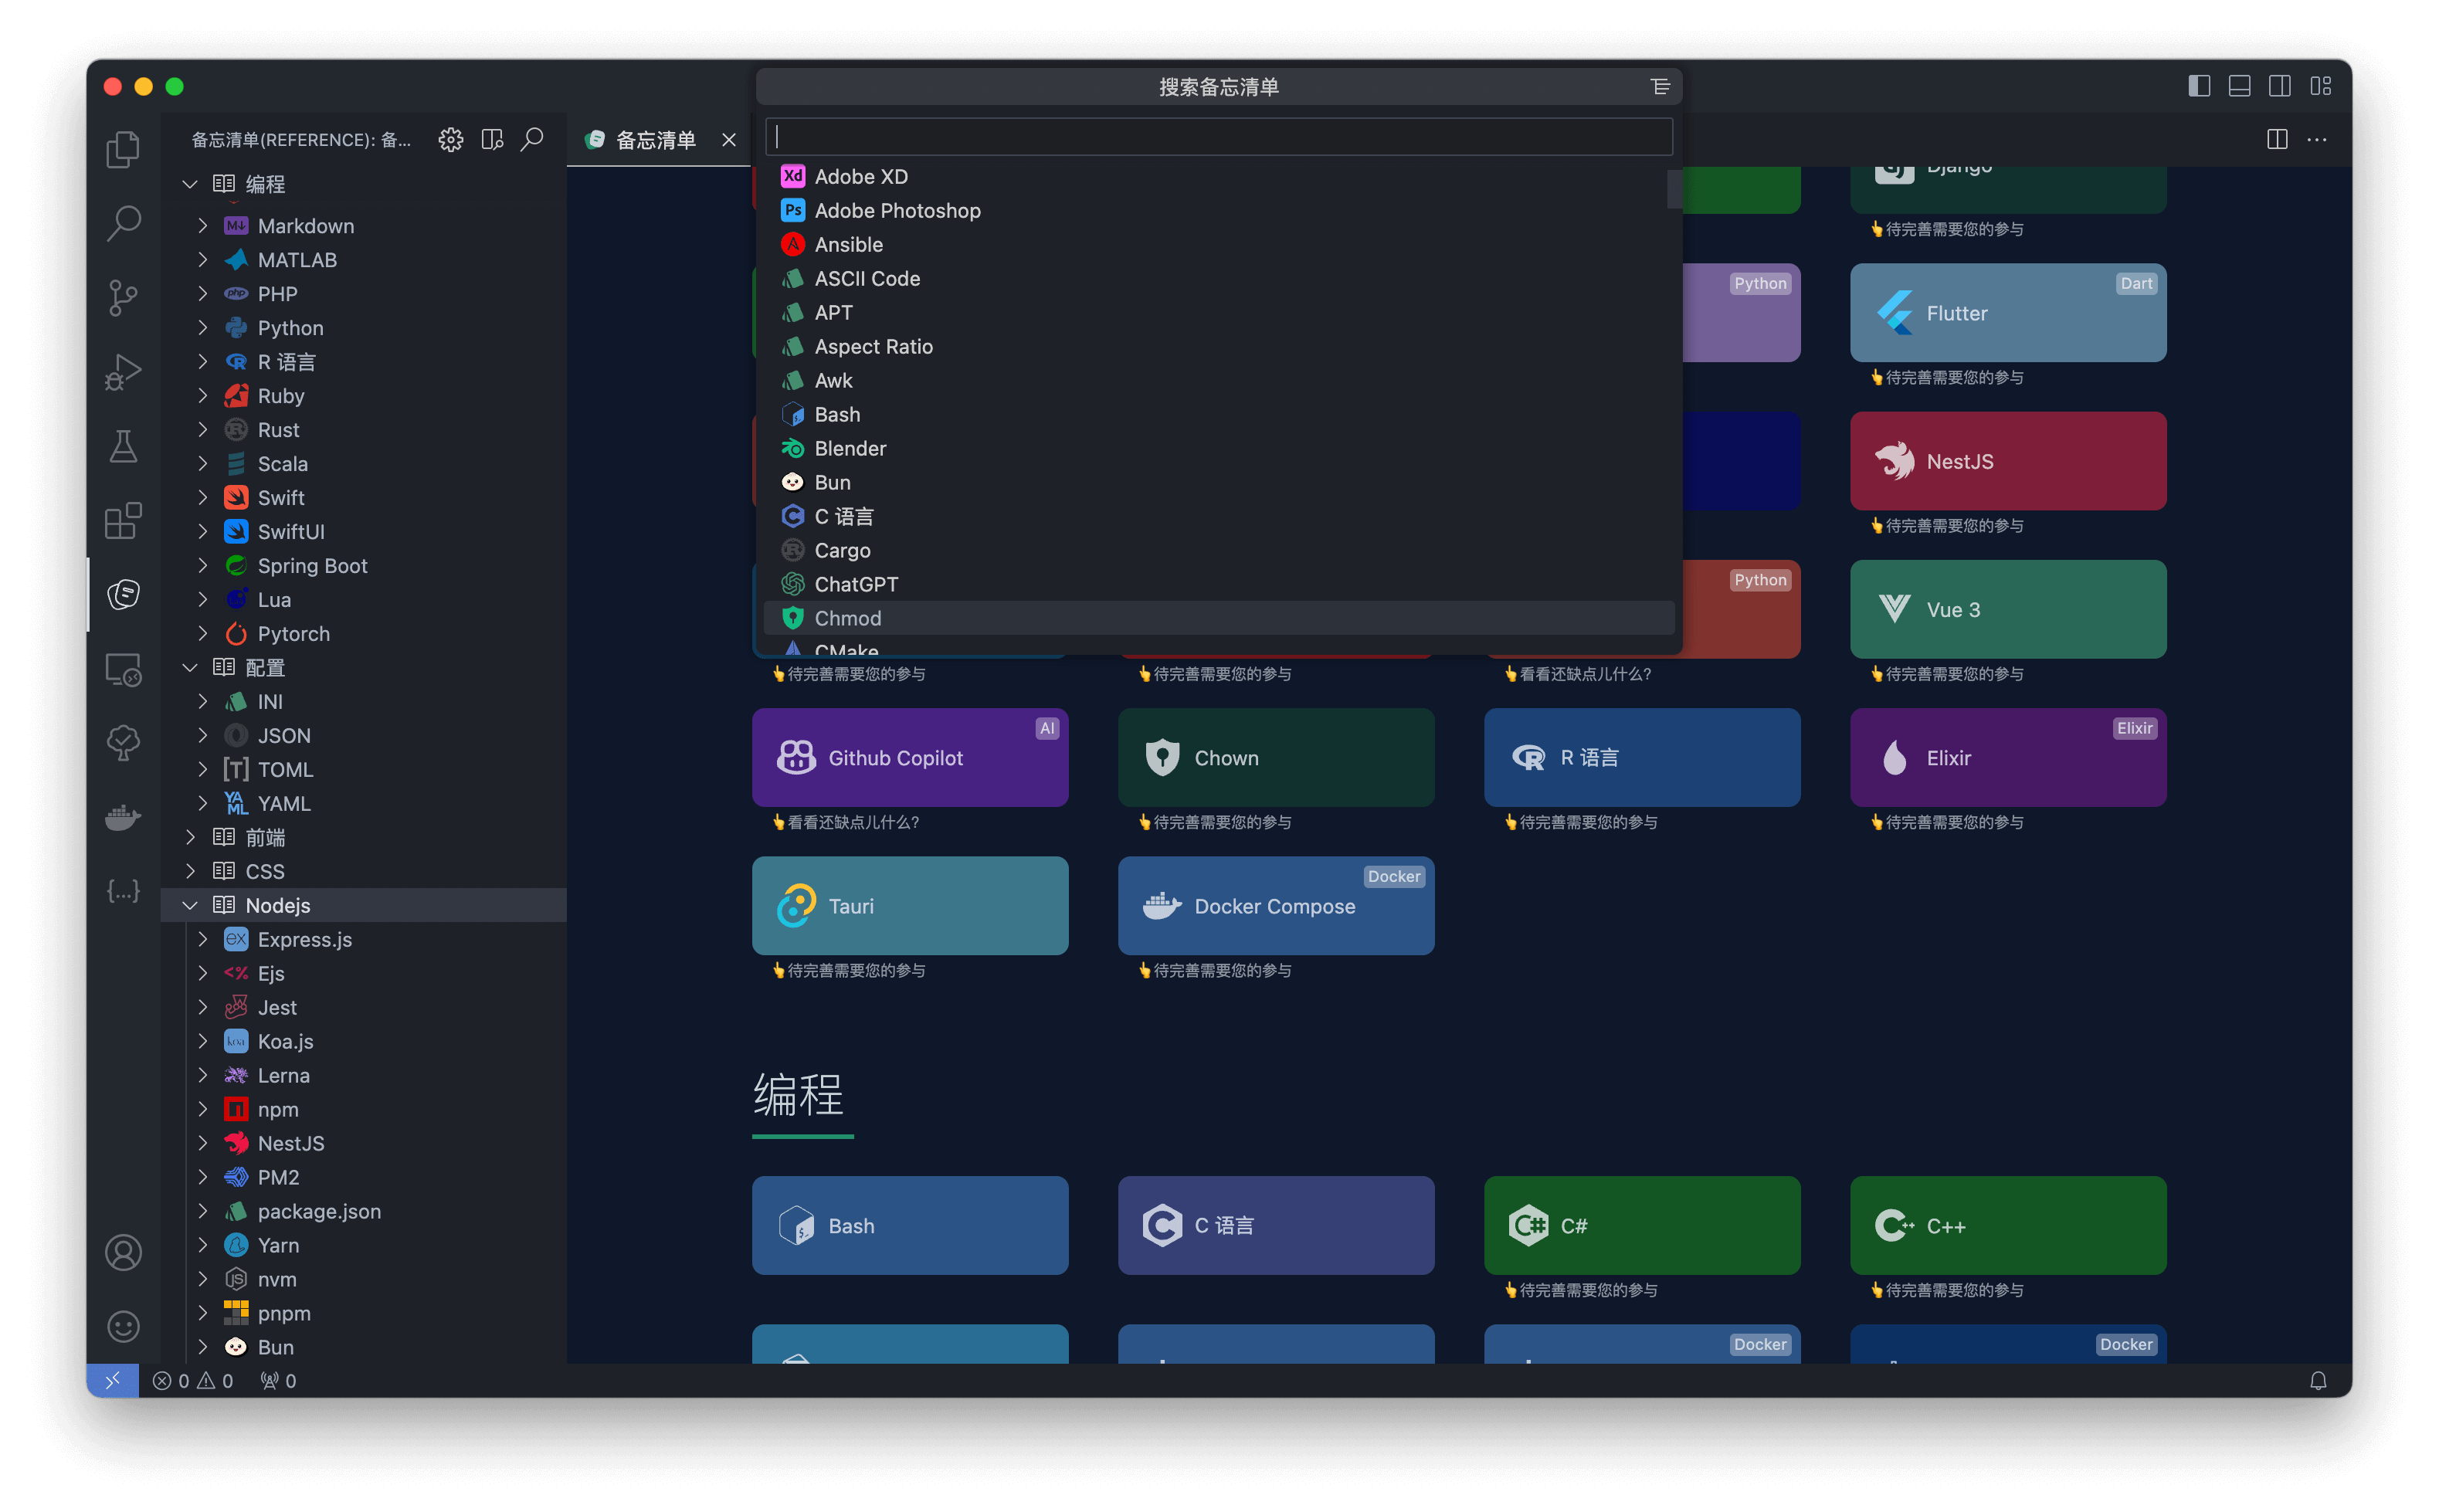 搜索备忘清单
备忘清单(REFERENCE): 备...
备忘清单
编程
Markdown
MATLAB
PHP
Python
R 语言
Ruby
Rust
Scala
Swift
SwiftUI
Spring Boot
Lua
Pytorch
配置
INI
JSON
TOML
YAML
前端
CSS
Nodejs
Express.js
Ejs
Jest
Koa.js
Lerna
npm
NestJS
PM2
package.json
Yarn
nvm
pnpm
Bun
Adobe XD
Adobe Photoshop
Ansible
ASCII Code
APT
Aspect Ratio
Awk
Bash
Blender
Bun
C 语言
Cargo
ChatGPT
Chmod
CMake
Django
👆待完善需要您的参与
Python
Dart
Flutter
👆待完善需要您的参与
NestJS
👆待完善需要您的参与
Python
Vue 3
👆待完善需要您的参与
👆待完善需要您的参与
👆看看还缺点儿什么?
👆待完善需要您的参与
AI
Github Copilot
Chown
R 语言
Elixir
Elixir
👆看看还缺点儿什么?
👆待完善需要您的参与
👆待完善需要您的参与
👆待完善需要您的参与
Tauri
Docker
Docker Compose
👆待完善需要您的参与
👆待完善需要您的参与
编程
Bash
C 语言
C#
C++
👆待完善需要您的参与
👆待完善需要您的参与
Docker
Docker
0 0 0